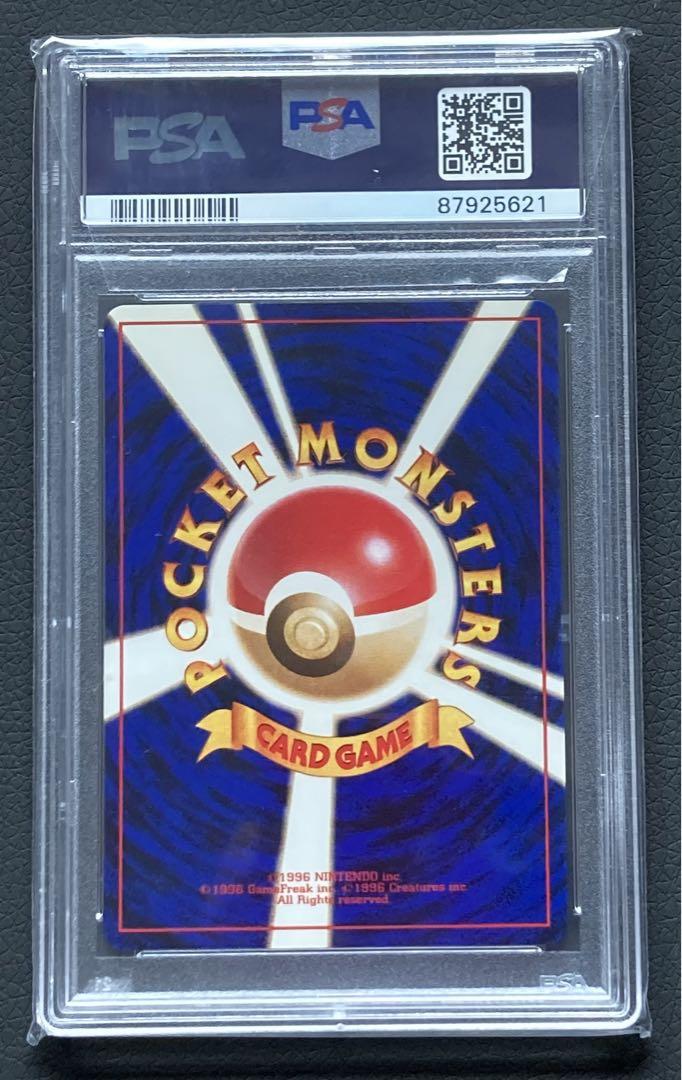 PSA
PSA
87925621
POCKET MONSTERS
CARD GAME
©1996 NINTENDO inc.
©1996 GameFreak inc. ©1996 Creatures inc.
All Rights reserved.
PSA